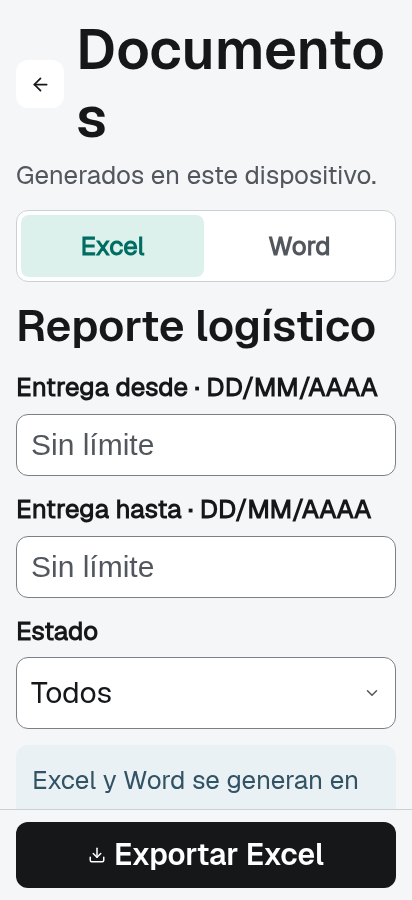 Documento
s
Generados en este dispositivo.
Excel
Word
Reporte logístico
Entrega desde · DD/MM/AAAA
Sin límite
Entrega hasta · DD/MM/AAAA
Sin límite
Estado
Todos
Excel y Word se generan en
Exportar Excel